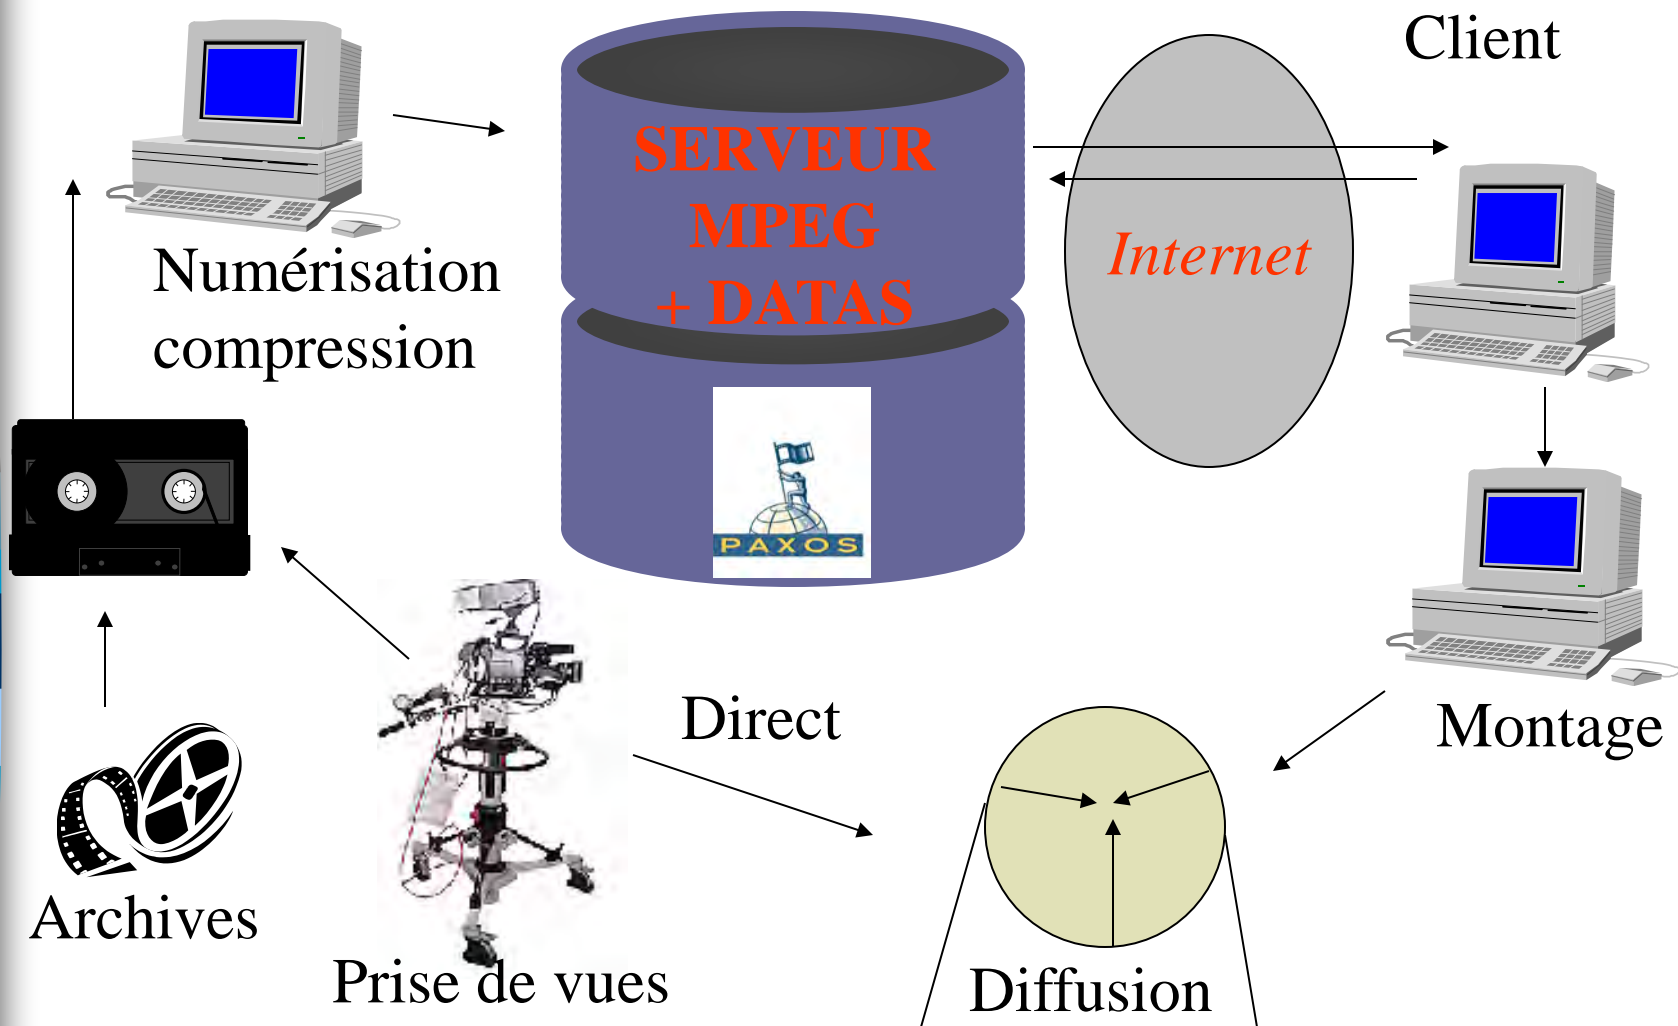 Client
SERVEUR
MPEG
+ DATAS
Internet
Numérisation
compression
PAXOS
Direct
Montage
Archives
Prise de vues
Diffusion